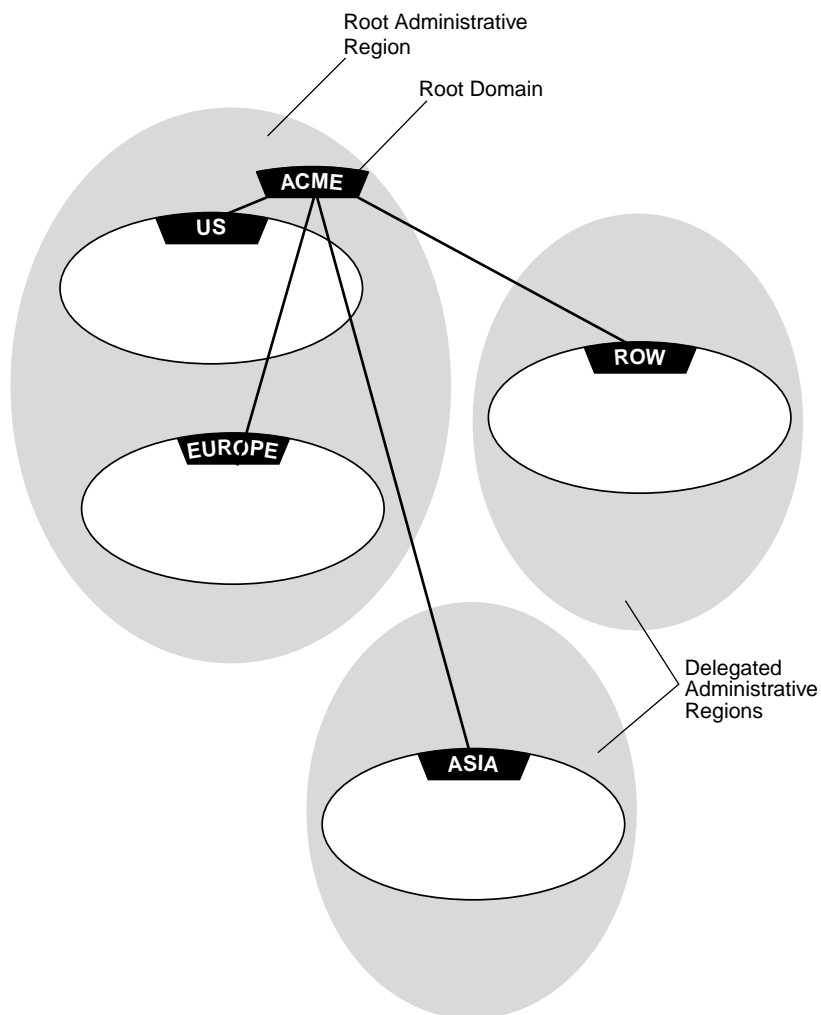 Root Administrative
Region
Root Domain
ACME
US
ROW
EUROPE
Delegated
Administrative
Regions
ASIA